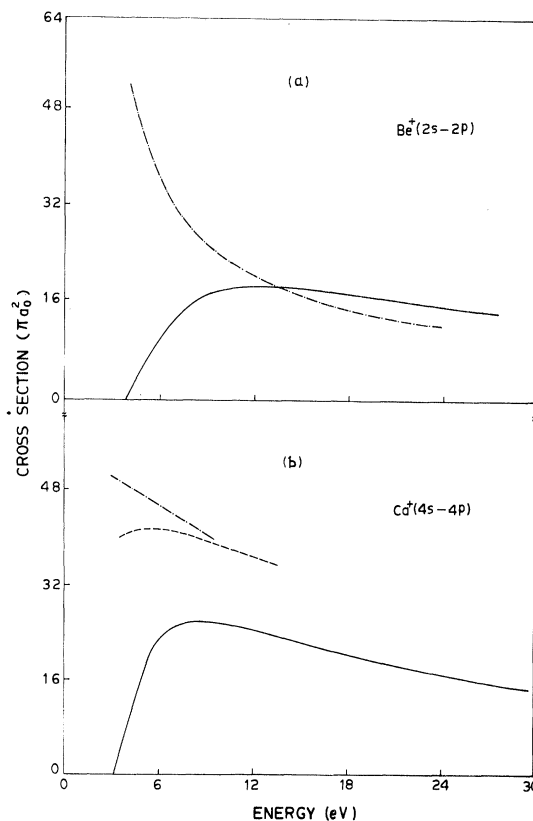 64
(a)
48
Be⁺(2s-2p)
32
16
0
CROSS SECTION (πa₀²)
(b)
48
Ca⁺(4s-4p)
32
16
0
0 6 12 18 24 30
ENERGY (eV)